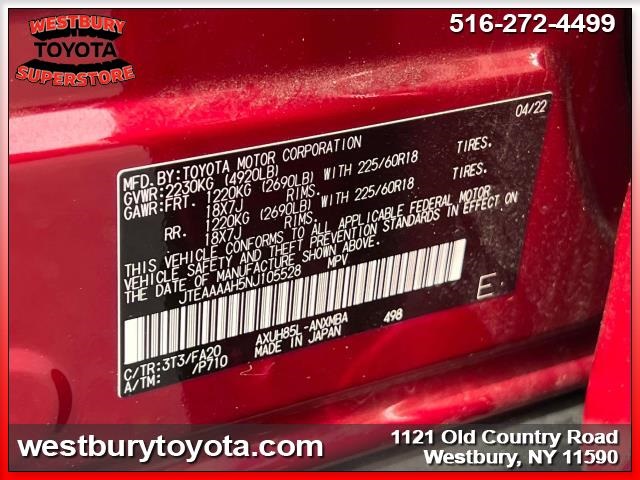 WESTBURY
TOYOTA
SUPERSTORE
516-272-4499
04/22
MFD. BY:TOYOTA MOTOR CORPORATION
GVWR:2230KG (4920LB)
GAWR:FRT. 1220KG (2690LB) WITH 225/60R18 TIRES.
18X7J RIMS.
RR. 1220KG (2690LB) WITH 225/60R18 TIRES.
18X7J RIMS.
THIS VEHICLE CONFORMS TO ALL APPLICABLE FEDERAL MOTOR
VEHICLE SAFETY AND THEFT PREVENTION STANDARDS IN EFFECT ON
THE DATE OF MANUFACTURE SHOWN ABOVE.
JTEAAAAH5NJ105528 MPV
E
AXUH85L-ANXMBA 498
C/TR:3T3/FA20 MADE IN JAPAN
A/TM: /P710
westburytoyota.com
1121 Old Country Road
Westbury, NY 11590